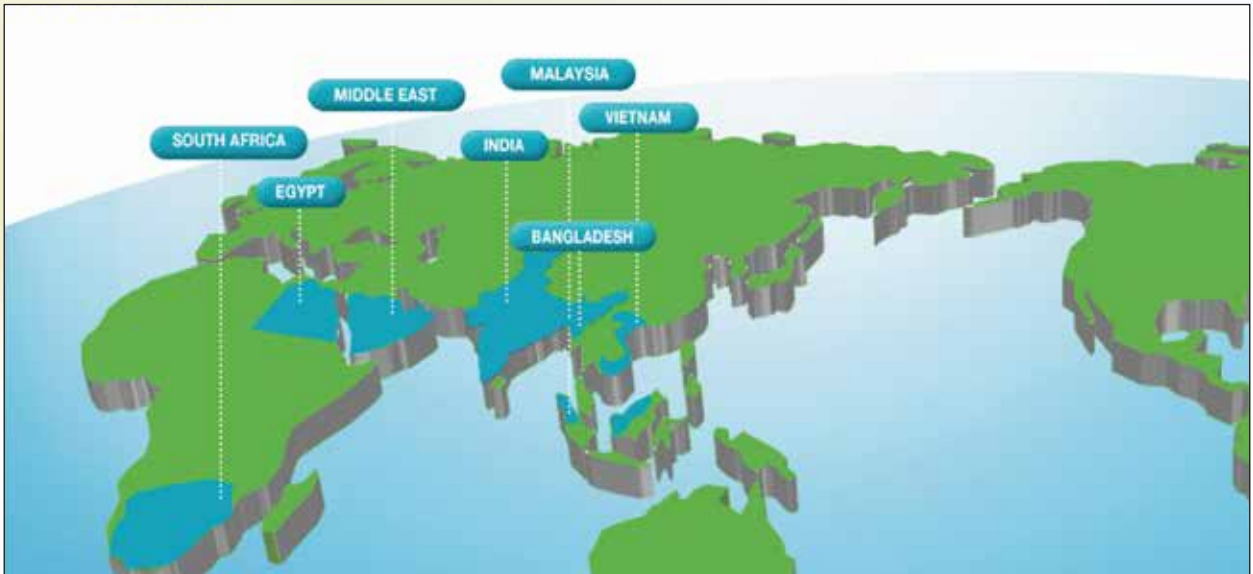 MALAYSIA
MIDDLE EAST
VIETNAM
SOUTH AFRICA
INDIA
EGYPT
BANGLADESH